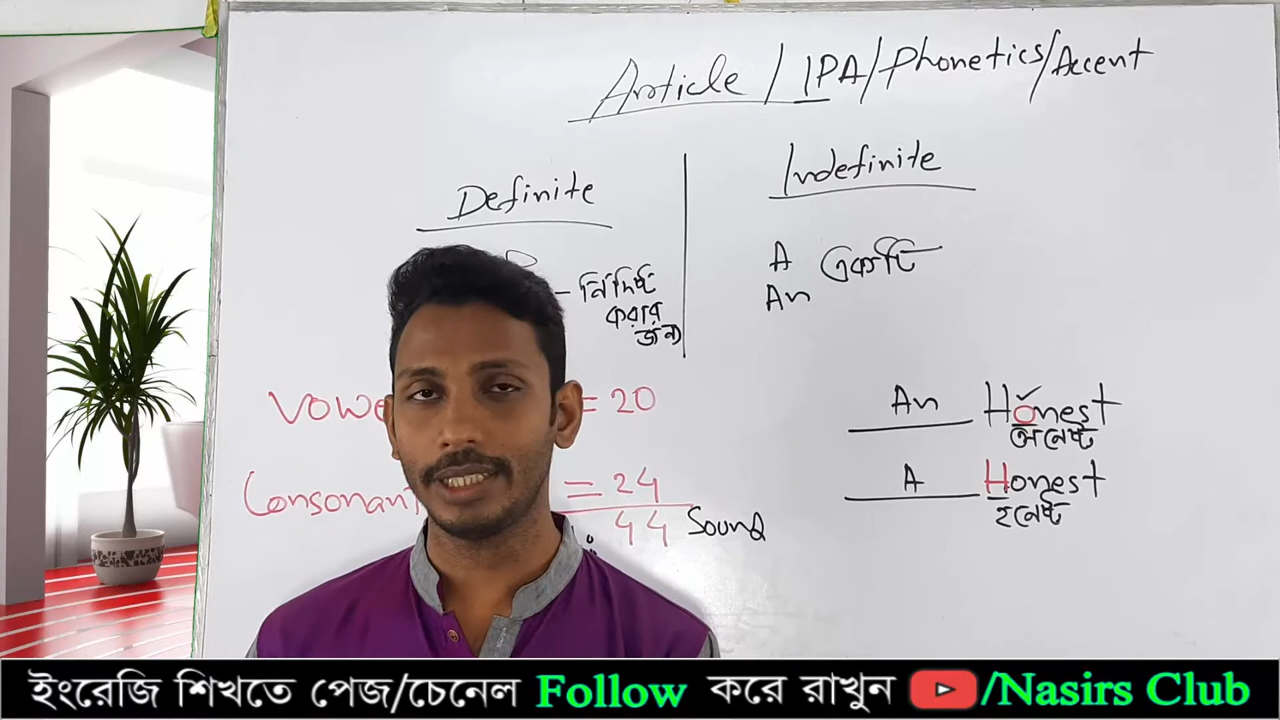 Article / IPA/Phonetics/Accent
Definite
- নির্দিষ্ট
করার
জন্য
Indefinite
A একটি
An
= 20
= 24
44 Sound
An Honest
অনেষ্ট
A Honest
হনেষ্ট
ইংরেজি শিখতে পেজ/চেনেল Follow করে রাখুন /Nasirs Club